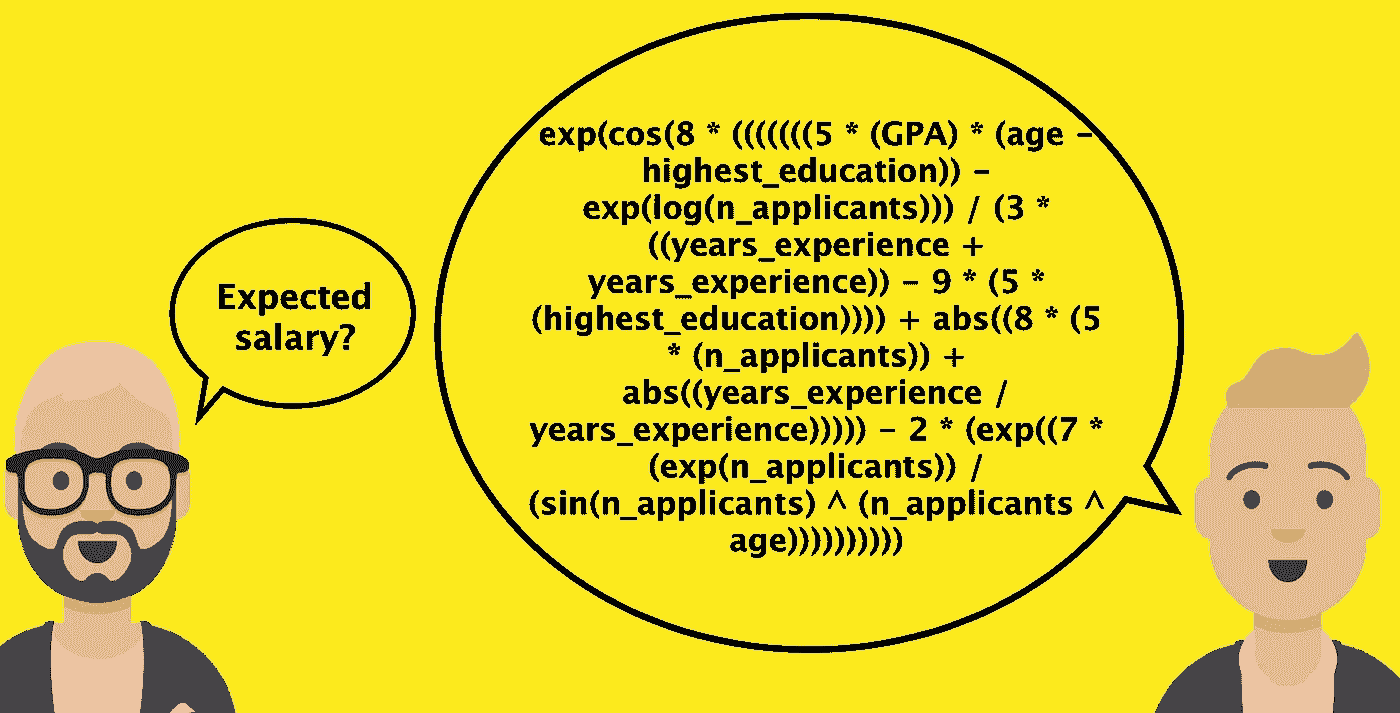 Expected
salary?
exp(cos(8 * (((((((5 * (GPA) * (age -
highest_education)) -
exp(log(n_applicants))) / (3 *
((years_experience +
years_experience)) - 9 * (5 *
(highest_education)))) + abs((8 * (5
* (n_applicants)) +
abs((years_experience /
years_experience))))) - 2 * (exp((7 *
(exp(n_applicants)) /
(sin(n_applicants) ^ (n_applicants ^
age))))))))))